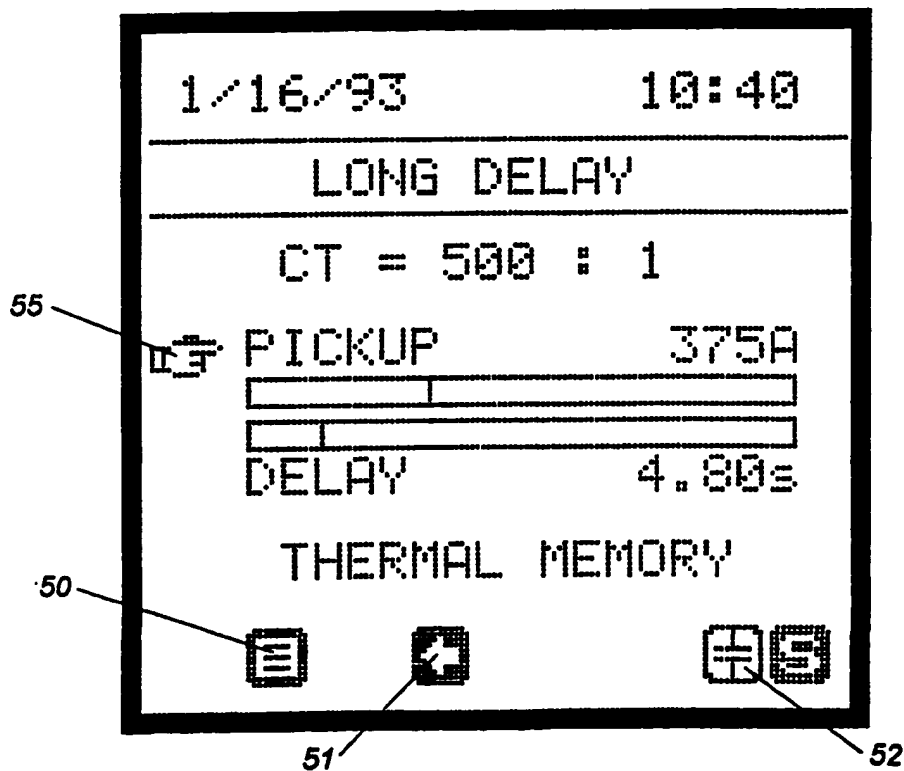 1/16/93 10:40
LONG DELAY
CT = 500 : 1
55
PICKUP 375A
DELAY 4.80s
THERMAL MEMORY
50
51
52